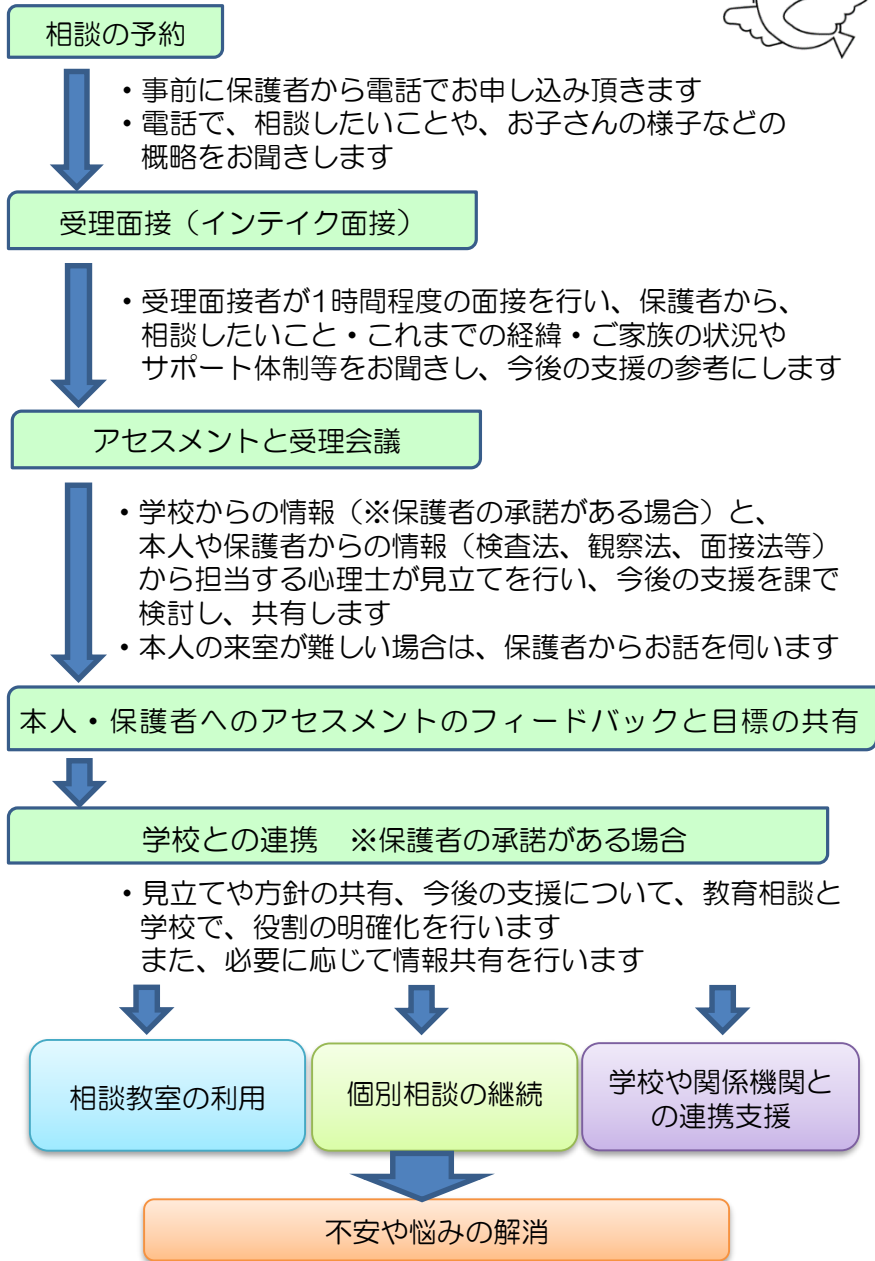 相談の予約
・事前に保護者から電話でお申し込み頂きます
・電話で、相談したいことや、お子さんの様子などの
概略をお聞きします
受理面接（インテイク面接）
・受理面接者が1時間程度の面接を行い、保護者から、
相談したいこと・これまでの経緯・ご家族の状況や
サポート体制等をお聞きし、今後の支援の参考にします
アセスメントと受理会議
・学校からの情報（※保護者の承諾がある場合）と、
本人や保護者からの情報（検査法、観察法、面接法等）
から担当する心理士が見立てを行い、今後の支援を課で
検討し、共有します
・本人の来室が難しい場合は、保護者からお話を伺います
本人・保護者へのアセスメントのフィードバックと目標の共有
学校との連携　※保護者の承諾がある場合
・見立てや方針の共有、今後の支援について、教育相談と
学校で、役割の明確化を行います
また、必要に応じて情報共有を行います
相談教室の利用
個別相談の継続
学校や関係機関と
の連携支援
不安や悩みの解消